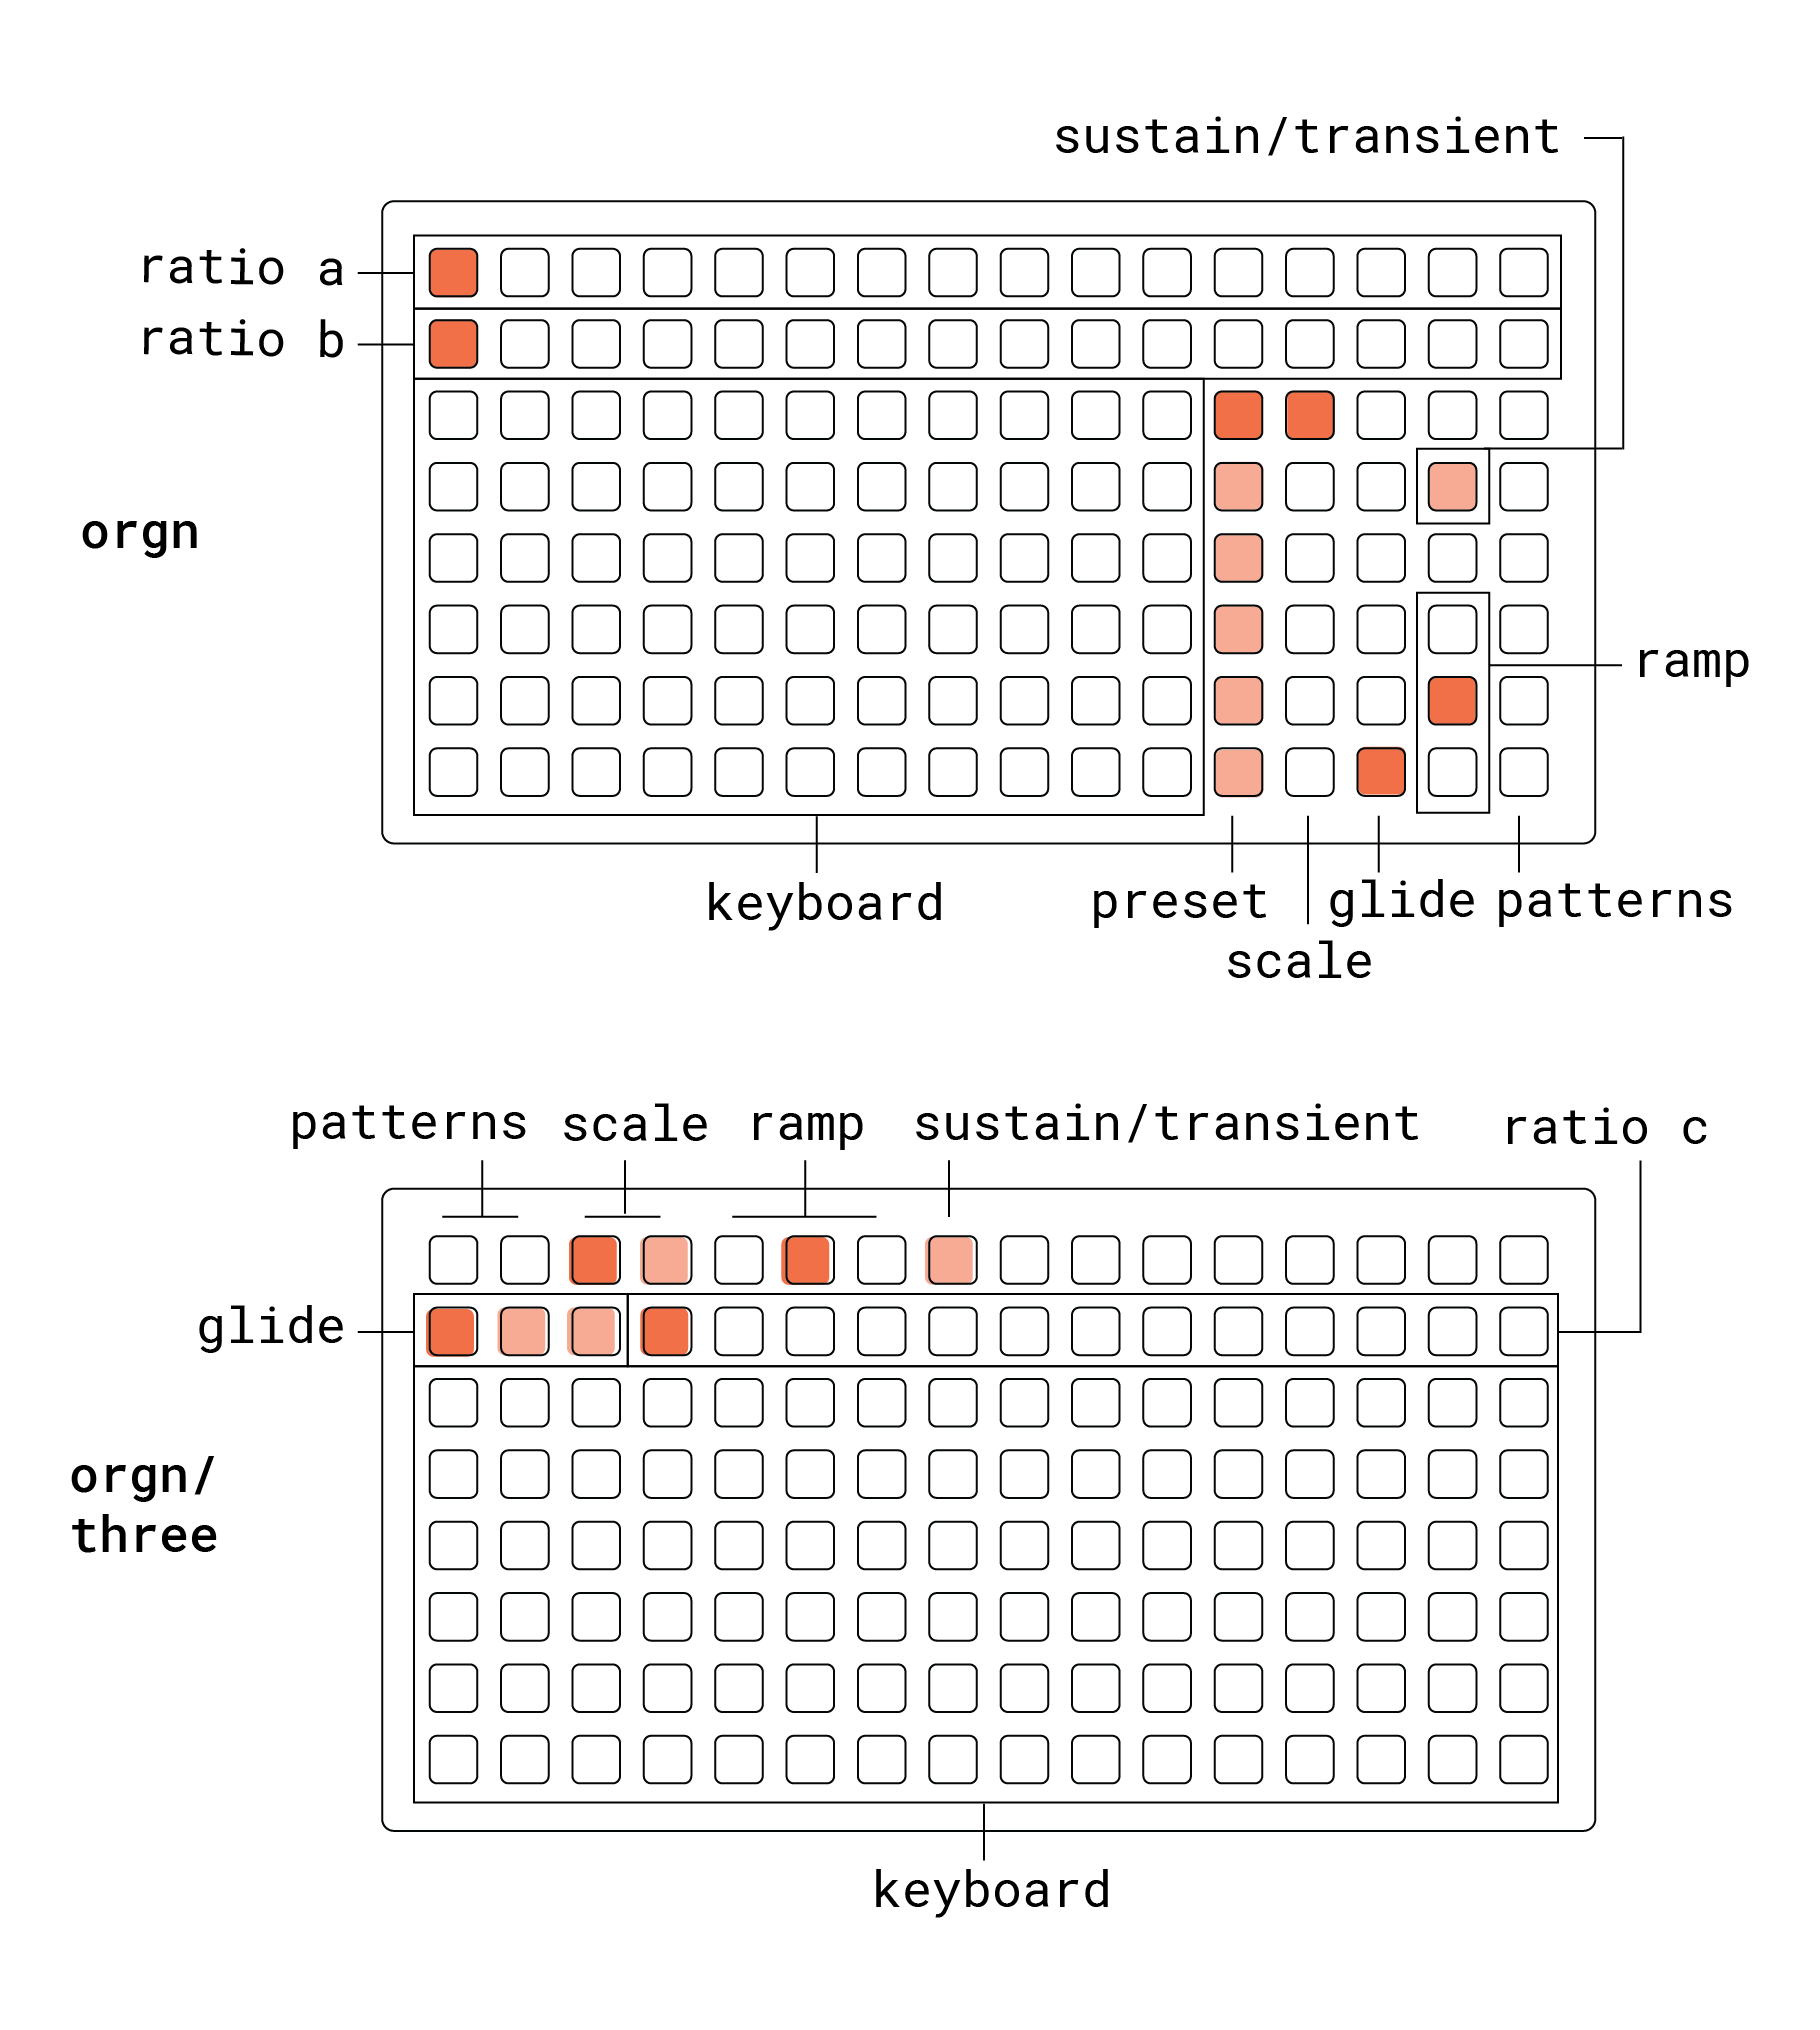 sustain/transient
ratio a
ratio b
orgn
ramp
keyboard
preset
glide
patterns
scale
patterns
scale
ramp
sustain/transient
ratio c
glide
orgn/
three
keyboard